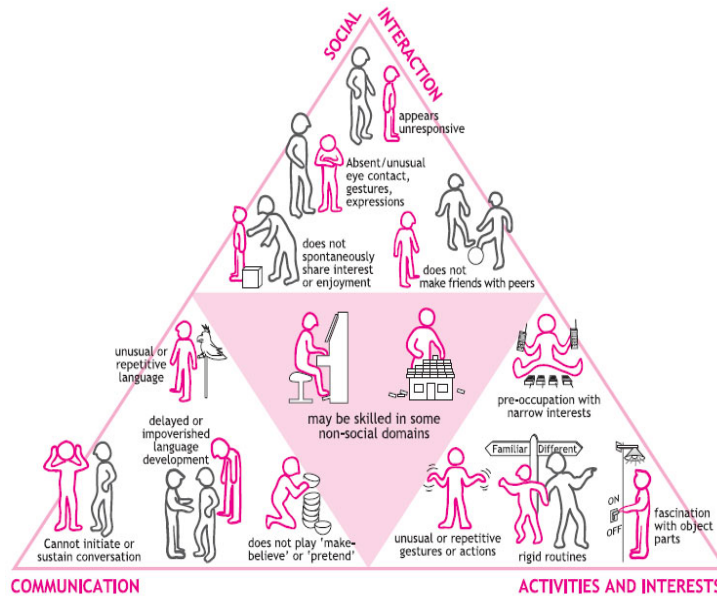 SOCIAL
INTERACTION
appears
unresponsive
Absent/unusual
eye contact,
gestures,
expressions
does not
spontaneously
share interest
or enjoyment
does not
make friends with peers
unusual or
repetitive
language
may be skilled in some
non-social domains
pre-occupation with
narrow interests
delayed or
impoverished
language
development
Familiar
Different
Cannot initiate or
sustain conversation
does not play 'make-
believe' or 'pretend'
unusual or repetitive
gestures or actions
rigid routines
ON
OFF
fascination
with object
parts
COMMUNICATION
ACTIVITIES AND INTERESTS